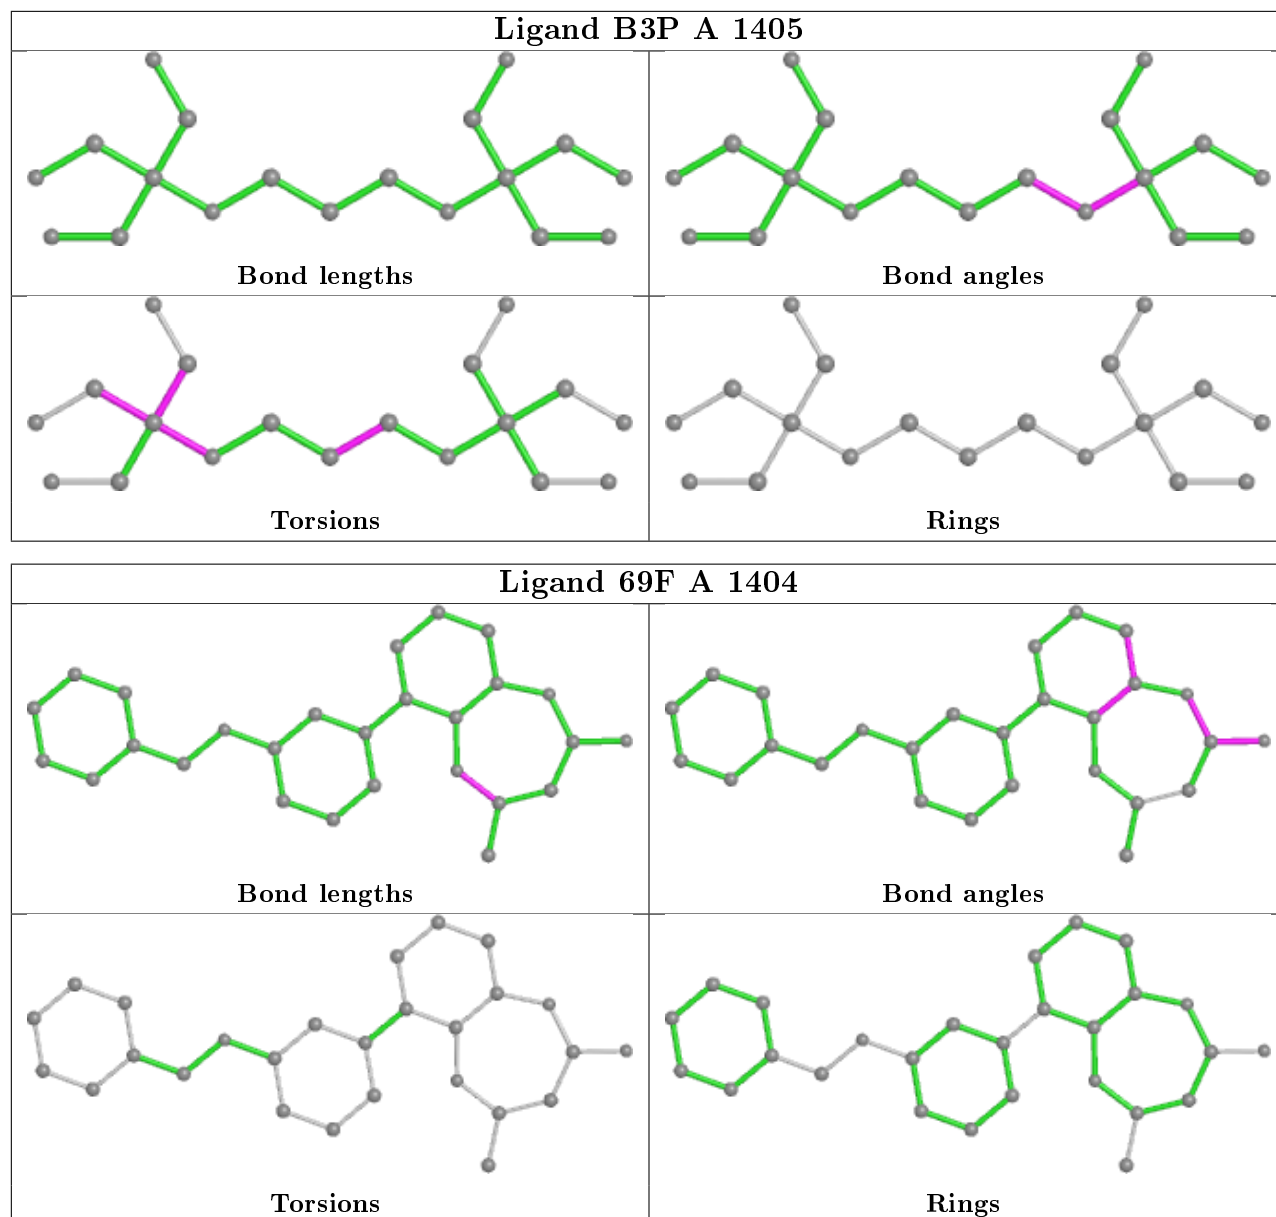 Ligand B3P A 1405
Bond lengths
Bond angles
Torsions
Rings
Ligand 69F A 1404
Bond lengths
Bond angles
Torsions
Rings